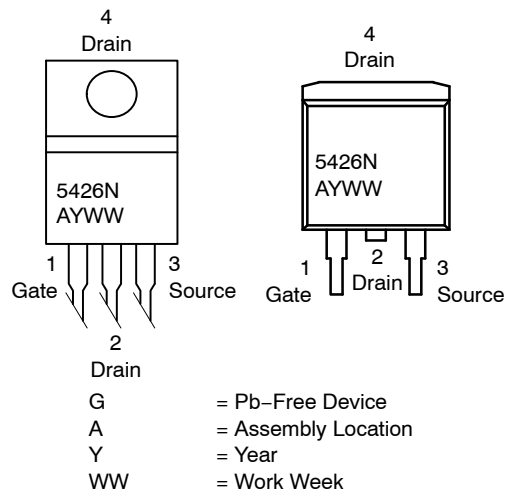 4
Drain
5426N
AYWW
1
Gate
3
Source
2
Drain
4
Drain
5426N
AYWW
1
Gate
2
Drain
3
Source
G = Pb−Free Device
A = Assembly Location
Y = Year
WW = Work Week